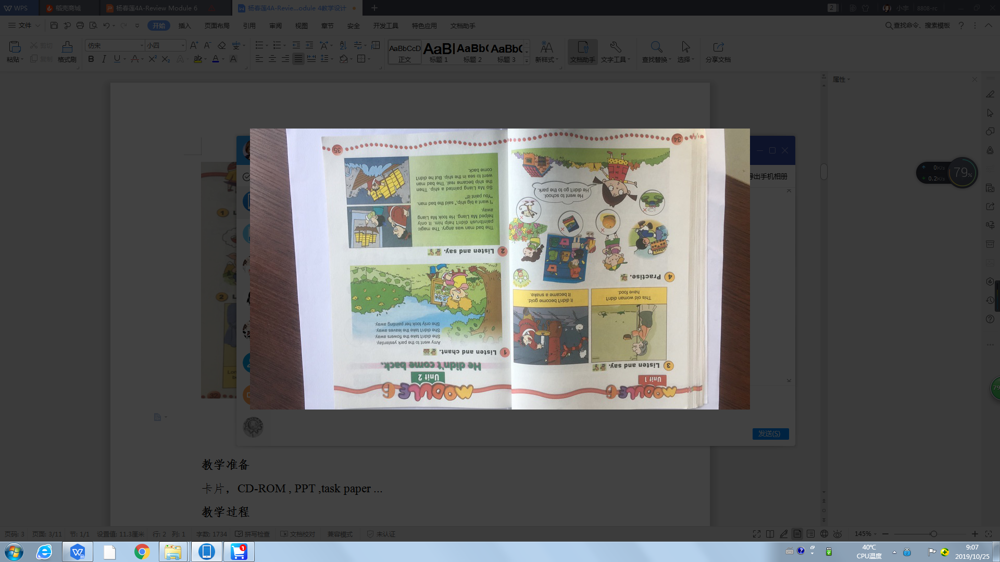 WPS
稻壳商城
杨春莲4A-Review Module 6
杨春莲4A-Revie...odule 4教学设计
2
小宇
8808-rc
文件
开始
插入
页面布局
引用
审阅
视图
章节
安全
开发工具
特色应用
文档助手
查找命令、搜索模板
粘贴
剪切
复制
格式刷
仿宋
小四
AaBbCcD
正文
标题 1
标题 2
标题 3
新样式
文档助手
文字工具
查找替换
选择
分享文档
属性
MODULE 6
Unit 1
3 Listen and say.
This old woman didn't
have food.
It didn't become gold.
It became a snake.
4 Practise.
School
He went to school.
He didn't go to the park.
34
MODULE 6
Unit 2
He didn't come back.
1 Listen and chant.
Amy went to the park yesterday.
She didn't take the flowers away.
She didn't take the leaves away.
She only took her painting away.
2 Listen and say.
The bad man was angry. The magic
paintbrush didn't help him. It only
helped Ma Liang. He took Ma Liang
away.
"I want a big ship," said the bad man.
"You paint it!"
So Ma Liang painted a ship. Then
the ship became real. The bad man
went to sea in the ship. But he didn't
come back.
35
导出手机相册
0K/s
0.2K/s
79%
发送(S)
教学准备
卡片，CD-ROM , PPT ,task paper ...
教学过程
页码: 3
页面: 3/11
节: 1/1
设置值: 11.3厘米
行: 2
列: 1
字数: 1734
拼写检查
文档校对
兼容模式
未认证
145%
40℃
CPU温度
9:07
2019/10/25